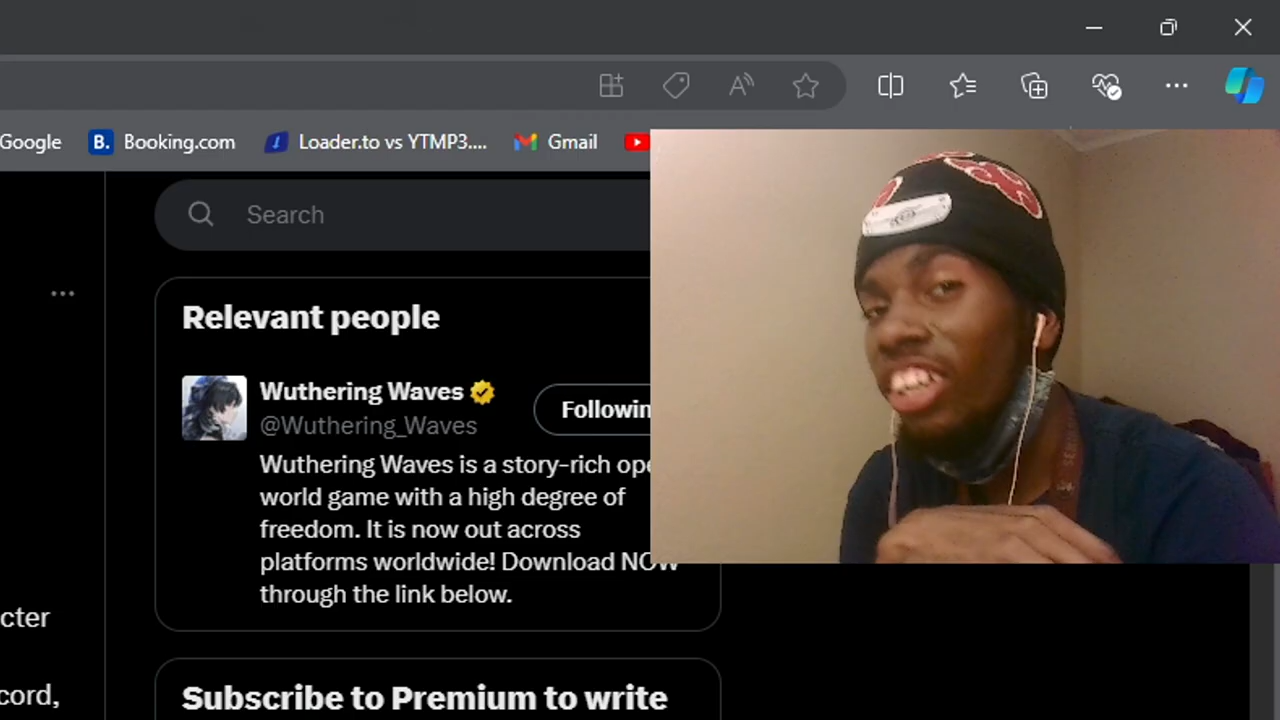 Google
Booking.com
Loader.to vs YTMP3....
Gmail
Search
Relevant people
Wuthering Waves
@Wuthering_Waves
Followin
Wuthering Waves is a story-rich ope
world game with a high degree of
freedom. It is now out across
platforms worldwide! Download NOW
through the link below.
cter
cord,
Subscribe to Premium to write